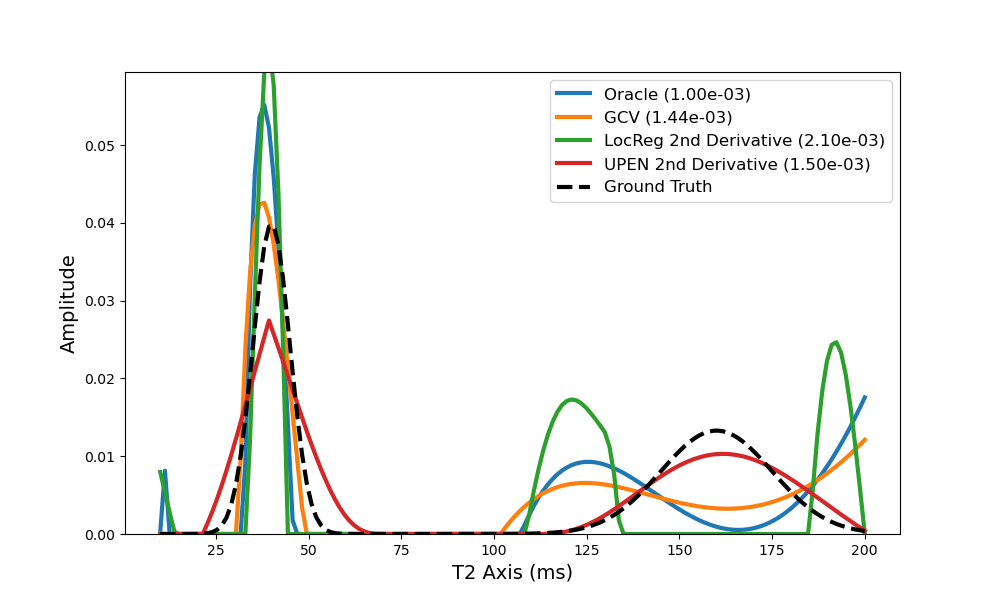 Oracle (1.00e-03)
GCV (1.44e-03)
LocReg 2nd Derivative (2.10e-03)
UPEN 2nd Derivative (1.50e-03)
Ground Truth
Amplitude
0.05
0.04
0.03
0.02
0.01
0.00
25 50 75 100 125 150 175 200
T2 Axis (ms)